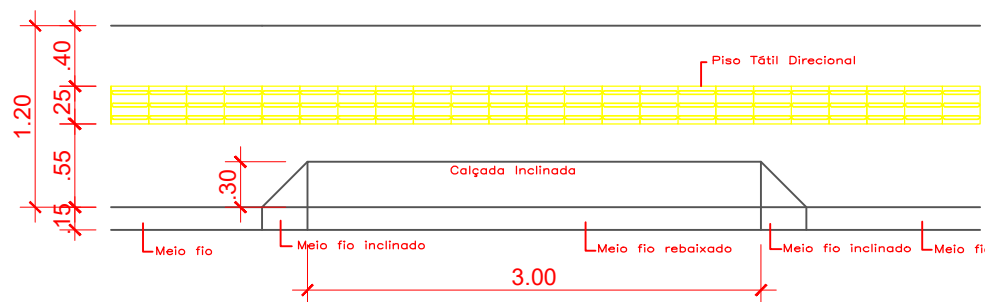 .40
Piso Tátil Direcional
.25
1.20
.55
.30
Calçada Inclinada
.15
Meio fio
Meio fio inclinado
Meio fio rebaixado
Meio fio inclinado
Meio fi
3.00